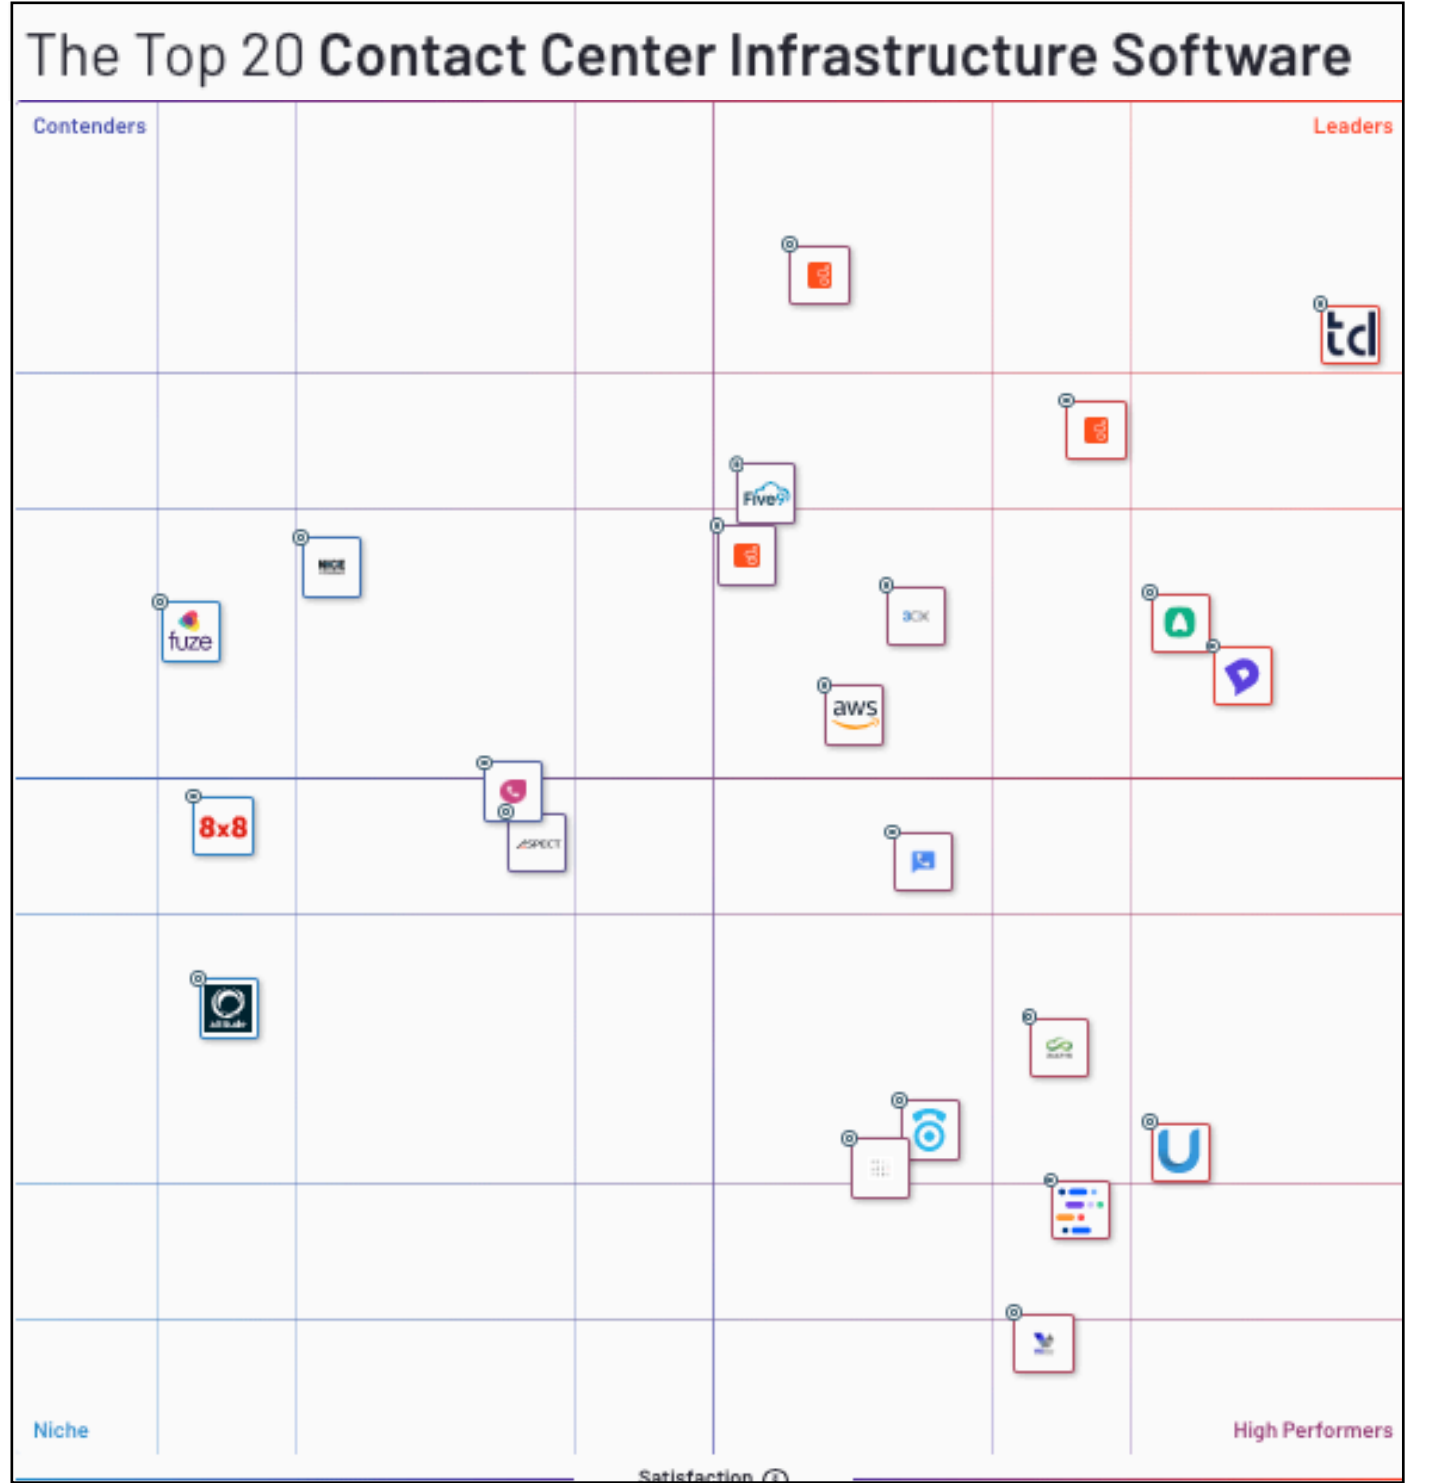 The Top 20 Contact Center Infrastructure Software
Contenders
Leaders
td
Five9
NICE
3CX
fuze
aws
8x8
ASPECT
altitude
Niche
High Performers
Satisfaction